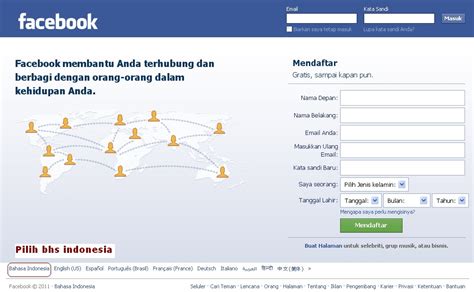 facebook
Email
Kata Sandi
Masuk
Biarkan saya tetap masuk
Lupa kata sandi Anda?
Facebook membantu Anda terhubung dan
berbagi dengan orang-orang dalam
kehidupan Anda.
Mendaftar
Gratis, sampai kapan pun.
Nama Depan:
Nama Belakang:
Email Anda:
Masukkan Ulang
Email:
Kata Sandi Baru:
Saya seorang: Pilih Jenis kelamin:
Tanggal Lahir: Tanggal: Bulan: Tahun:
Mengapa saya perlu mengisinya?
Mendaftar
Buat Halaman untuk selebriti, grup musik, atau bisnis.
Pilih bhs indonesia
Bahasa Indonesia English (US) Español Português (Brasil) Français (France) Deutsch Italiano العربية हिन्दी 中文(简体) »
Facebook © 2011 · Bahasa Indonesia
Seluler · Cari Teman · Lencana · Orang · Halaman · Tentang · Iklan · Pengembang · Karier · Privasi · Ketentuan · Bantuan